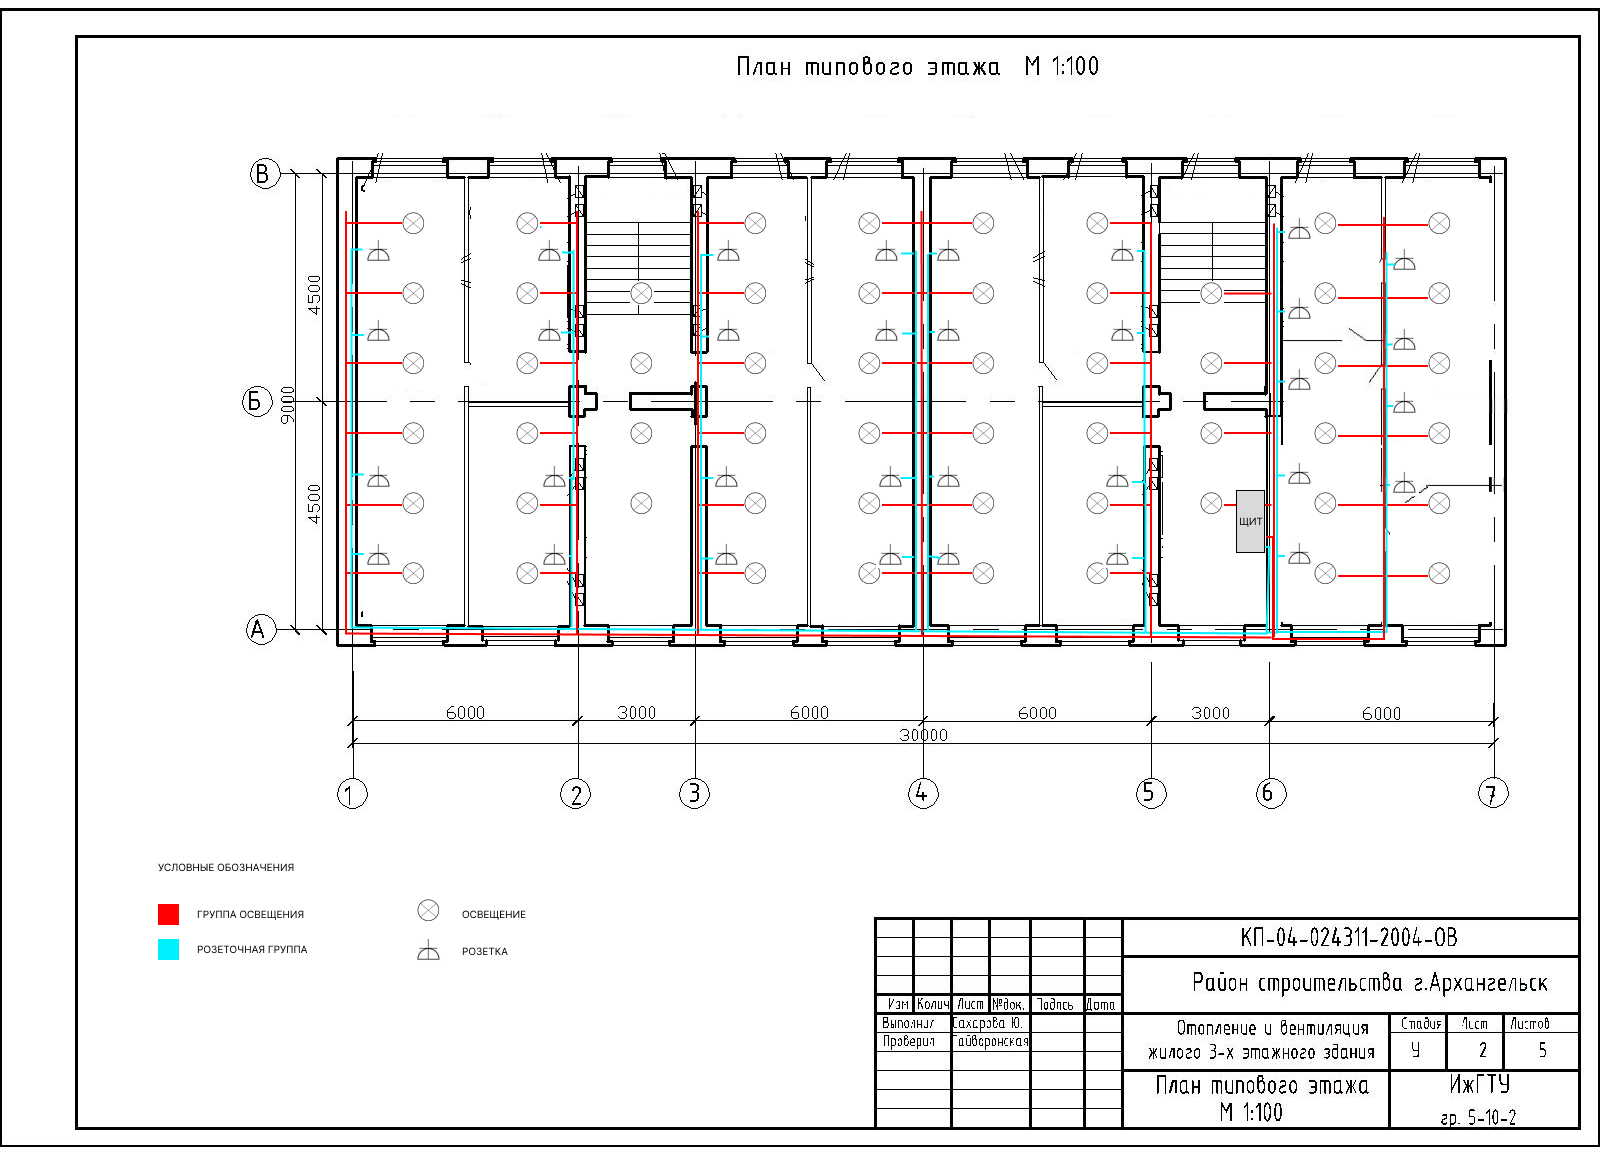 План типового этажа М 1:100
В
Б
А
4500
9000
4500
ЩИТ
6000
3000
6000
6000
3000
6000
30000
1
2
3
4
5
6
7
УСЛОВНЫЕ ОБОЗНАЧЕНИЯ
ГРУППА ОСВЕЩЕНИЯ
ОСВЕЩЕНИЕ
РОЗЕТОЧНАЯ ГРУППА
РОЗЕТКА
КП-04-024311-2004-ОВ
Район строительства г.Архангельск
Изм Колич Лист №док. Подпсь Дата
Выполнил Сахарова Ю.
Проверил Гайворонская
Отопление и вентиляция
жилого 3-х этажного здания
Стадия Лист Листов
У 2 5
План типового этажа
М 1:100
ИжГТУ
гр. 5-10-2